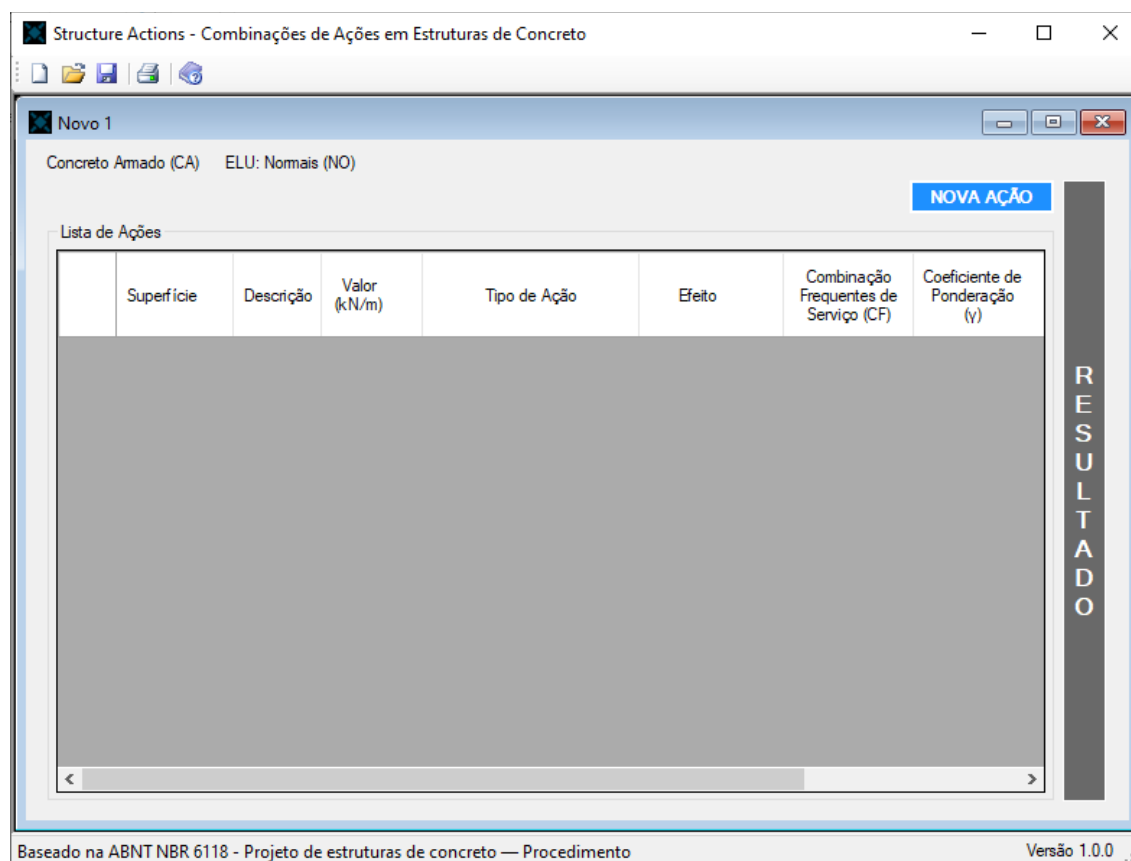 Structure Actions - Combinações de Ações em Estruturas de Concreto
Novo 1
Concreto Armado (CA) ELU: Normais (NO)
NOVA AÇÃO
Lista de Ações
Superfície
Descrição
Valor
(kN/m)
Tipo de Ação
Efeito
Combinação
Frequentes de
Serviço (CF)
Coeficiente de
Ponderação
(γ)
RESULTADO
Baseado na ABNT NBR 6118 - Projeto de estruturas de concreto — Procedimento
Versão 1.0.0